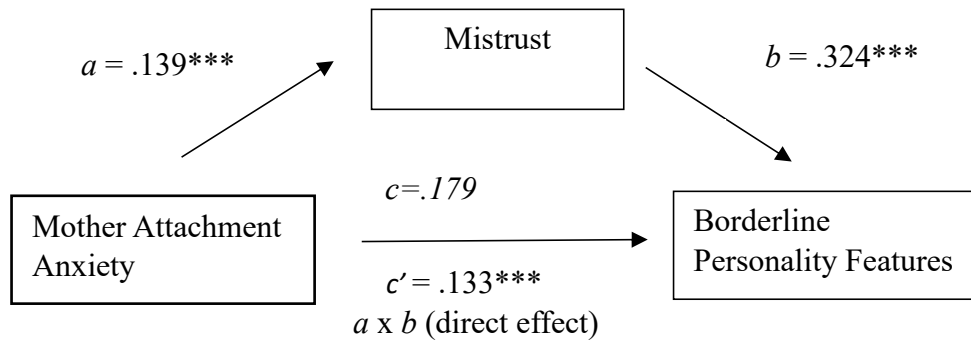 Mistrust
a = .139***
b = .324***
c=.179
Mother Attachment
Anxiety
Borderline
Personality Features
c’ = .133***
a x b (direct effect)